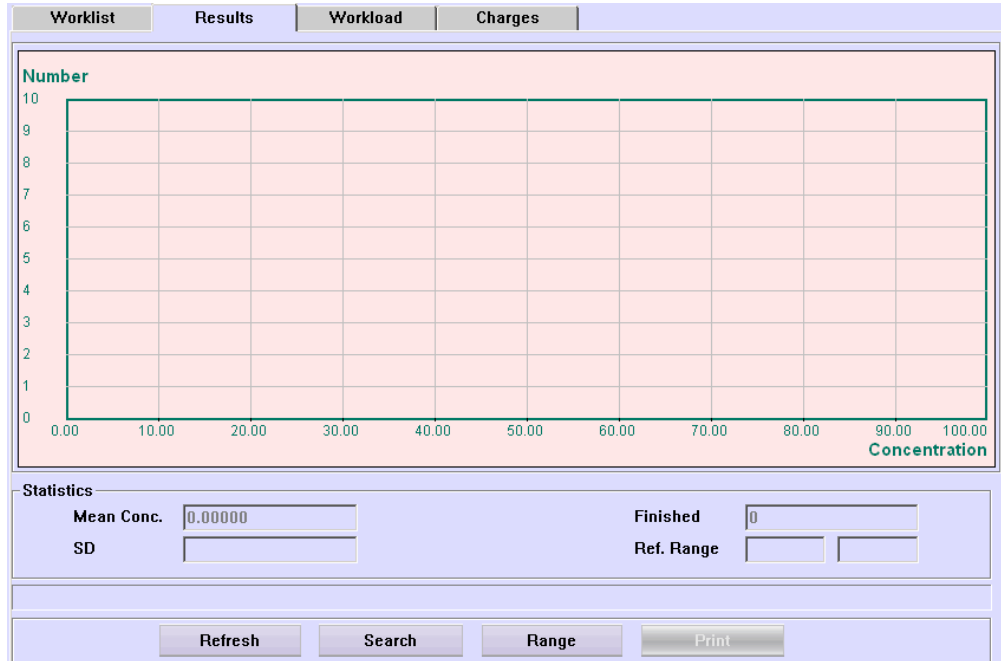 Worklist Results Workload Charges
Number
10
9
8
7
6
5
4
3
2
1
0
0.00 10.00 20.00 30.00 40.00 50.00 60.00 70.00 80.00 90.00 100.00
Concentration
Statistics
Mean Conc. 0.00000 Finished 0
SD Ref. Range
Refresh Search Range Print